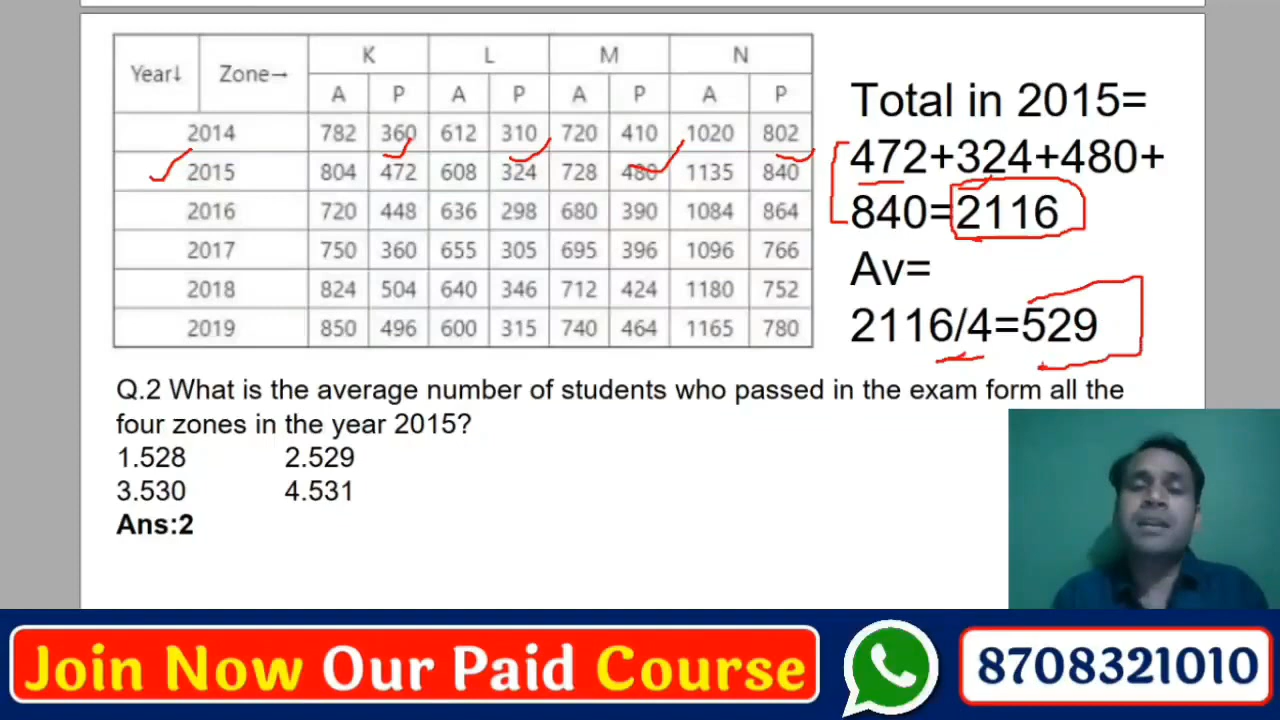 Year↓ Zone→ K L M N
A P A P A P A P
2014 782 360 612 310 720 410 1020 802
2015 804 472 608 324 728 480 1135 840
2016 720 448 636 298 680 390 1084 864
2017 750 360 655 305 695 396 1096 766
2018 824 504 640 346 712 424 1180 752
2019 850 496 600 315 740 464 1165 780
Total in 2015=
472+324+480+
840=2116
Av=
2116/4=529
Q.2 What is the average number of students who passed in the exam form all the
four zones in the year 2015?
1.528 2.529
3.530 4.531
Ans:2
Join Now Our Paid Course 8708321010